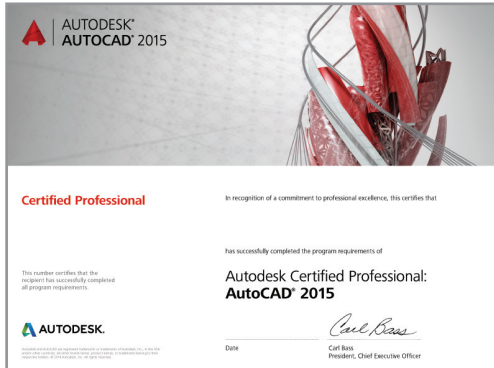 AUTODESK®
AUTOCAD® 2015
Certified Professional
In recognition of a commitment to professional excellence, this certifies that
has successfully completed the program requirements of
This number certifies that the
recipient has successfully completed
all program requirements.
Autodesk Certified Professional:
AutoCAD® 2015
AUTODESK.
Carl Bass
Date
Carl Bass
President, Chief Executive Officer